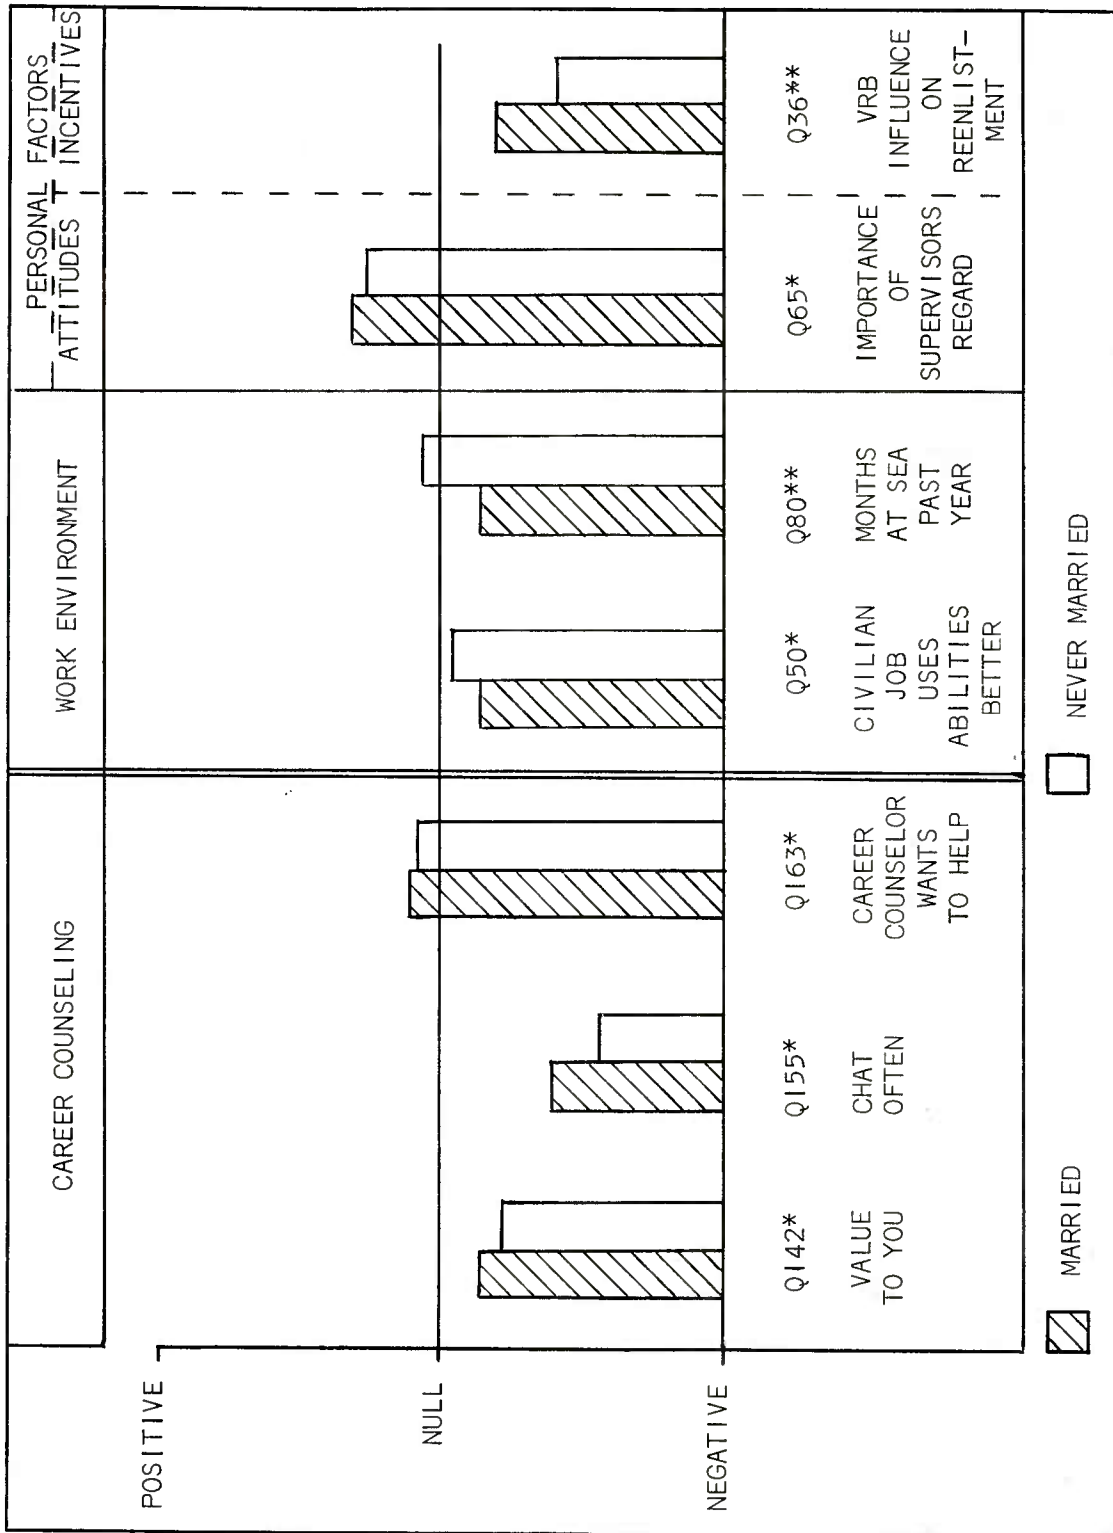 CAREER COUNSELING
WORK ENVIRONMENT
PERSONAL FACTORS
ATTITUDES
INCENTIVES
POSITIVE
NULL
NEGATIVE
Q142*
VALUE
TO YOU
Q155*
CHAT
OFTEN
Q163*
CAREER
COUNSELOR
WANTS
TO HELP
Q50*
CIVILIAN
JOB
USES
ABILITIES
BETTER
Q80**
MONTHS
AT SEA
PAST
YEAR
Q65*
IMPORTANCE
OF
SUPERVISORS
REGARD
Q36**
VRB
INFLUENCE
ON
REENLIST-
MENT
MARRIED
NEVER MARRIED